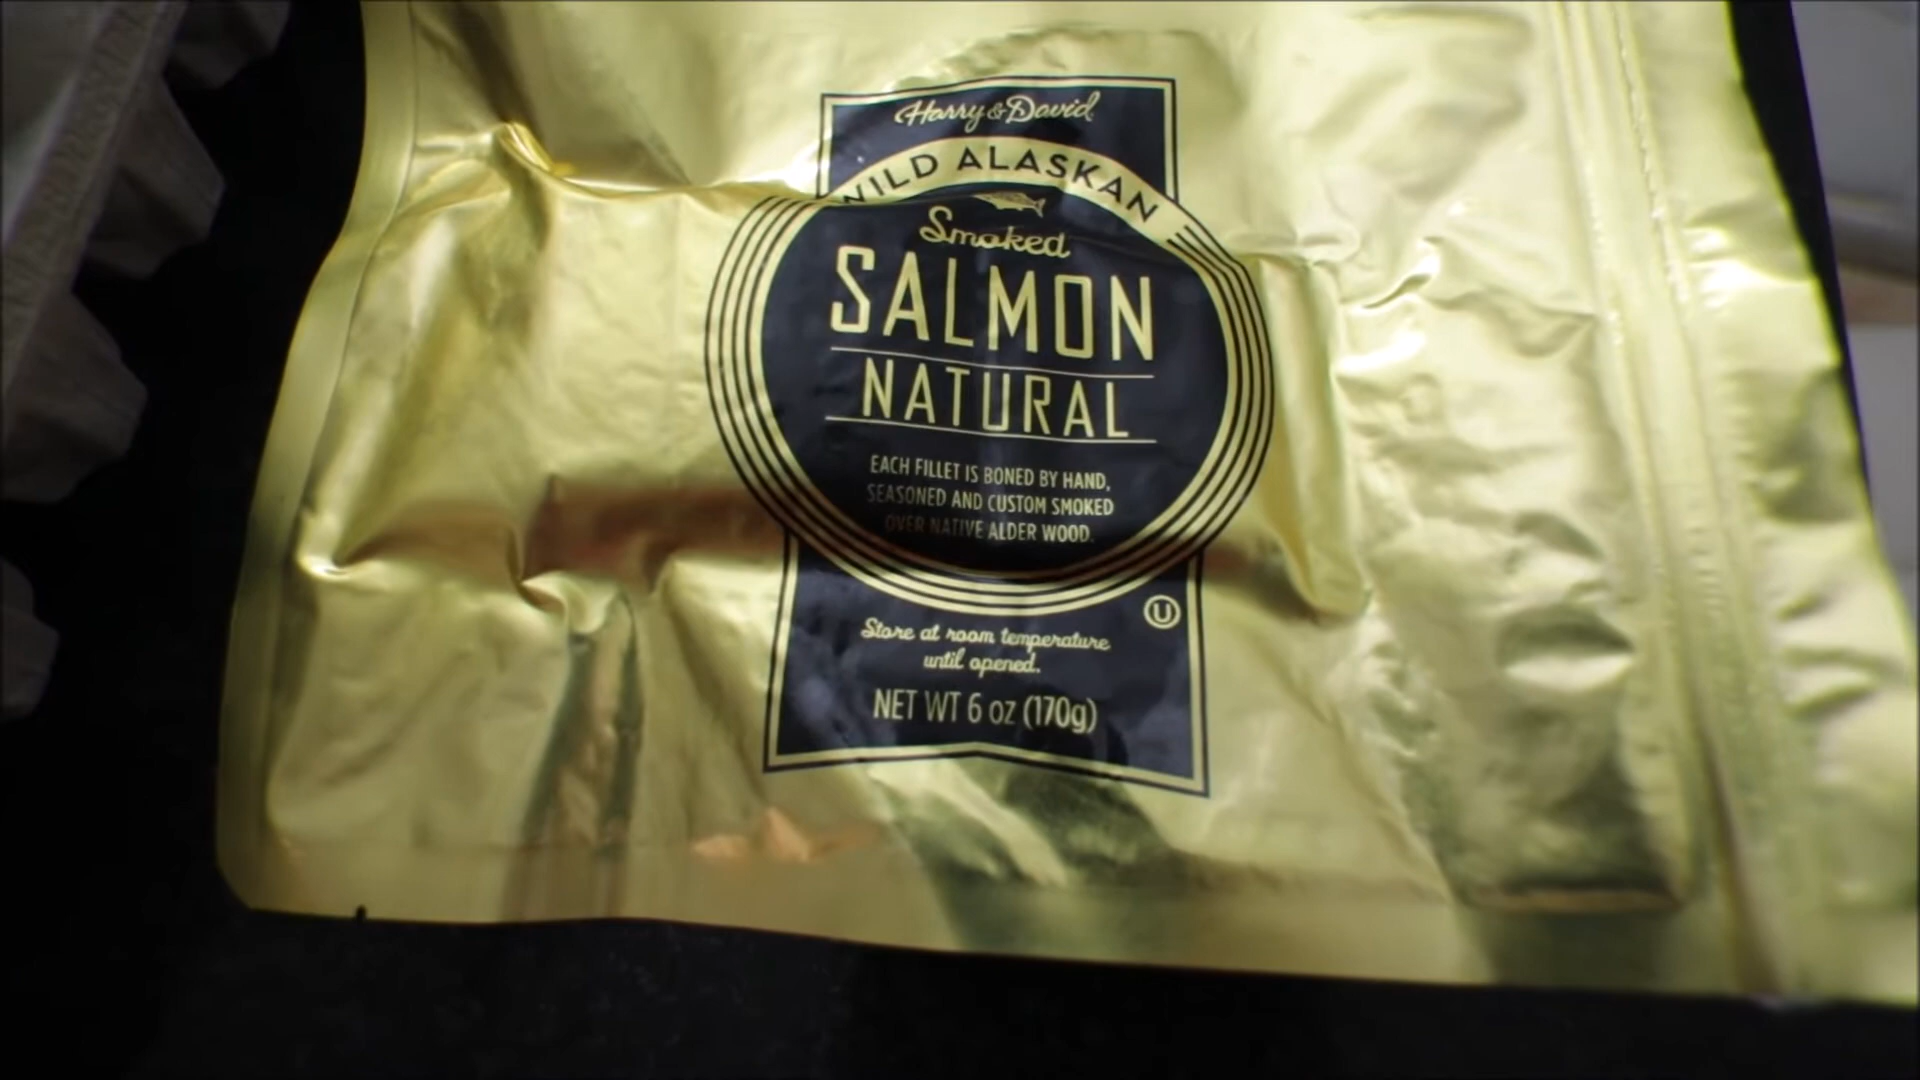 Harry & David
WILD ALASKAN
Smoked
SALMON
NATURAL
EACH FILLET IS BONED BY HAND,
SEASONED AND CUSTOM SMOKED
OVER NATIVE ALDER WOOD.
U
Store at room temperature
until opened.
NET WT 6 oz (170g)